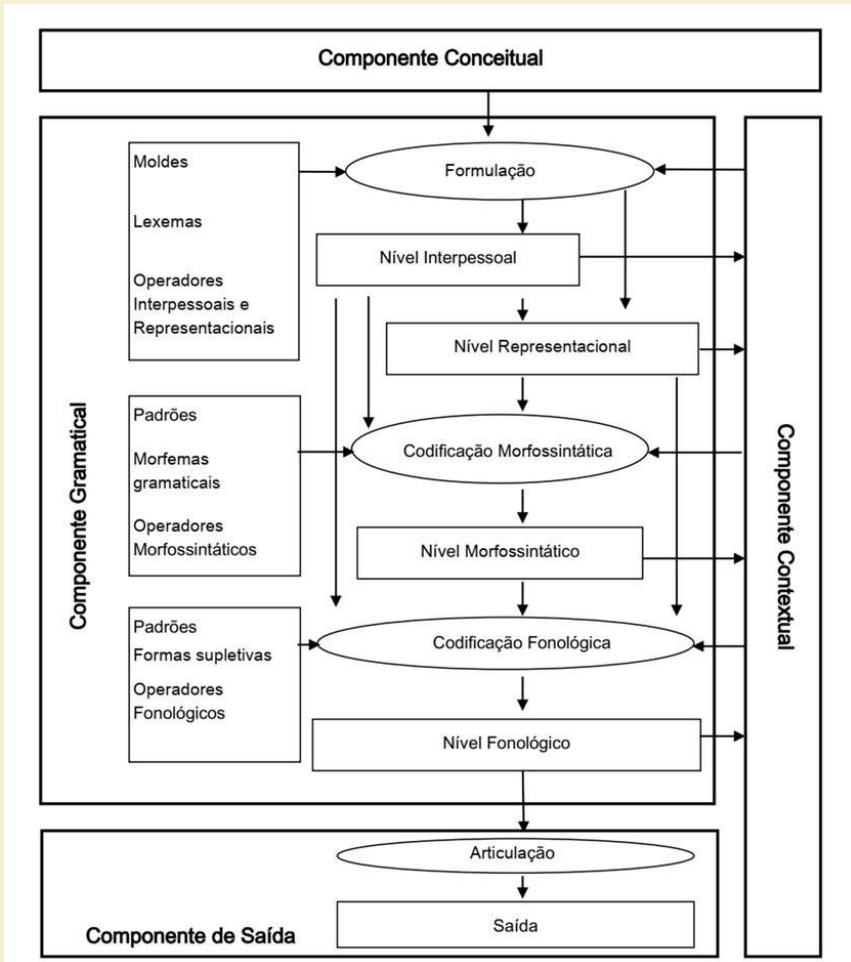 Componente Conceitual
Moldes
Formulação
Lexemas
Nível Interpessoal
Operadores
Interpessoais e
Representacionais
Nível Representacional
Componente Gramatical
Padrões
Codificação Morfossintática
Morfemas
gramaticais
Operadores
Morfossintáticos
Nível Morfossintático
Componente Contextual
Padrões
Formas supletivas
Codificação Fonológica
Operadores
Fonológicos
Nível Fonológico
Articulação
Saída
Componente de Saída